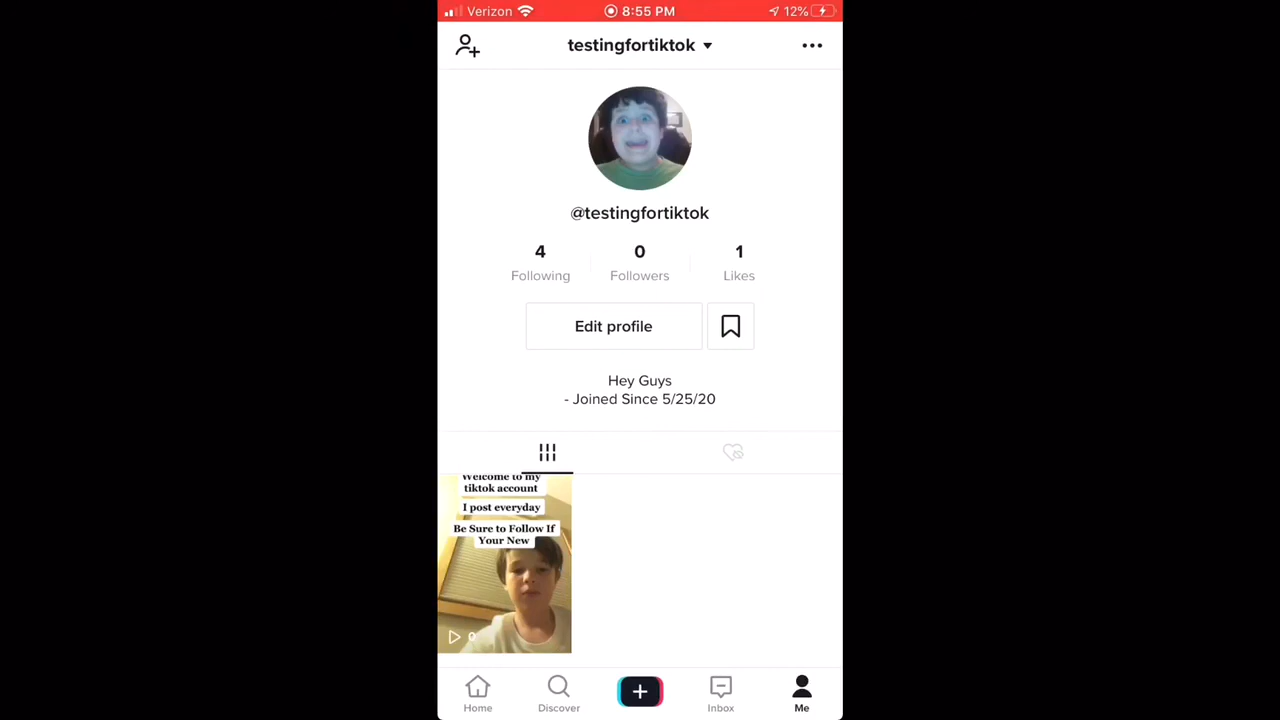 Verizon 8:55 PM 12%
testingfortiktok
@testingfortiktok
4 0 1
Following Followers Likes
Edit profile
Hey Guys
- Joined Since 5/25/20
Welcome to my
tiktok account
I post everyday
Be Sure to Follow If
Your New
0
Home Discover Inbox Me